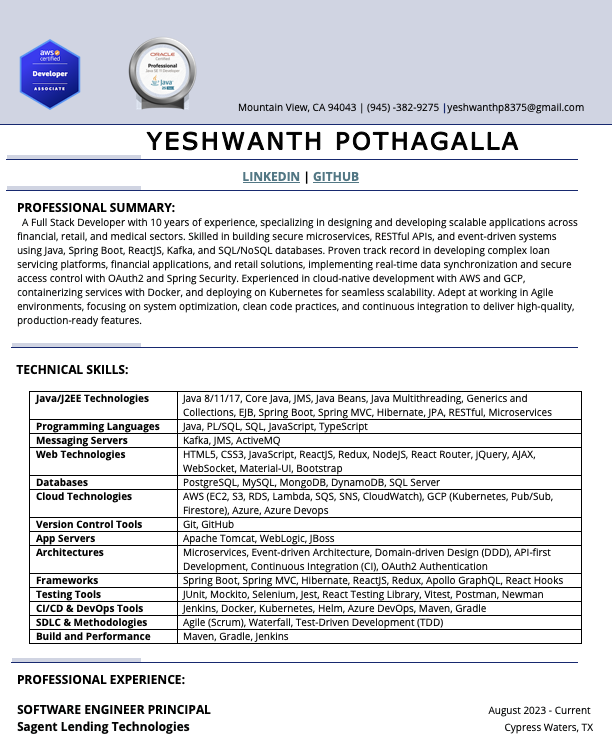 aws
certified
Developer
ASSOCIATE
ORACLE
Certified
Professional
Java SE 11 Developer
Java
Mountain View, CA 94043 | (945) -382-9275 |yeshwanthp8375@gmail.com
YESHWANTH POTHAGALLA
LINKEDIN | GITHUB
PROFESSIONAL SUMMARY:
A Full Stack Developer with 10 years of experience, specializing in designing and developing scalable applications across
financial, retail, and medical sectors. Skilled in building secure microservices, RESTful APIs, and event-driven systems
using Java, Spring Boot, ReactJS, Kafka, and SQL/NoSQL databases. Proven track record in developing complex loan
servicing platforms, financial applications, and retail solutions, implementing real-time data synchronization and secure
access control with OAuth2 and Spring Security. Experienced in cloud-native development with AWS and GCP,
containerizing services with Docker, and deploying on Kubernetes for seamless scalability. Adept at working in Agile
environments, focusing on system optimization, clean code practices, and continuous integration to deliver high-quality,
production-ready features.
TECHNICAL SKILLS:
Java/J2EE Technologies Java 8/11/17, Core Java, JMS, Java Beans, Java Multithreading, Generics and
Collections, EJB, Spring Boot, Spring MVC, Hibernate, JPA, RESTful, Microservices
Programming Languages Java, PL/SQL, SQL, JavaScript, TypeScript
Messaging Servers Kafka, JMS, ActiveMQ
Web Technologies HTML5, CSS3, JavaScript, ReactJS, Redux, NodeJS, React Router, jQuery, AJAX,
WebSocket, Material-UI, Bootstrap
Databases PostgreSQL, MySQL, MongoDB, DynamoDB, SQL Server
Cloud Technologies AWS (EC2, S3, RDS, Lambda, SQS, SNS, CloudWatch), GCP (Kubernetes, Pub/Sub,
Firestore), Azure, Azure Devops
Version Control Tools Git, GitHub
App Servers Apache Tomcat, WebLogic, JBoss
Architectures Microservices, Event-driven Architecture, Domain-driven Design (DDD), API-first
Development, Continuous Integration (CI), OAuth2 Authentication
Frameworks Spring Boot, Spring MVC, Hibernate, ReactJS, Redux, Apollo GraphQL, React Hooks
Testing Tools JUnit, Mockito, Selenium, Jest, React Testing Library, Vitest, Postman, Newman
CI/CD & DevOps Tools Jenkins, Docker, Kubernetes, Helm, Azure DevOps, Maven, Gradle
SDLC & Methodologies Agile (Scrum), Waterfall, Test-Driven Development (TDD)
Build and Performance Maven, Gradle, Jenkins
PROFESSIONAL EXPERIENCE:
SOFTWARE ENGINEER PRINCIPAL August 2023 - Current
Sagent Lending Technologies Cypress Waters, TX